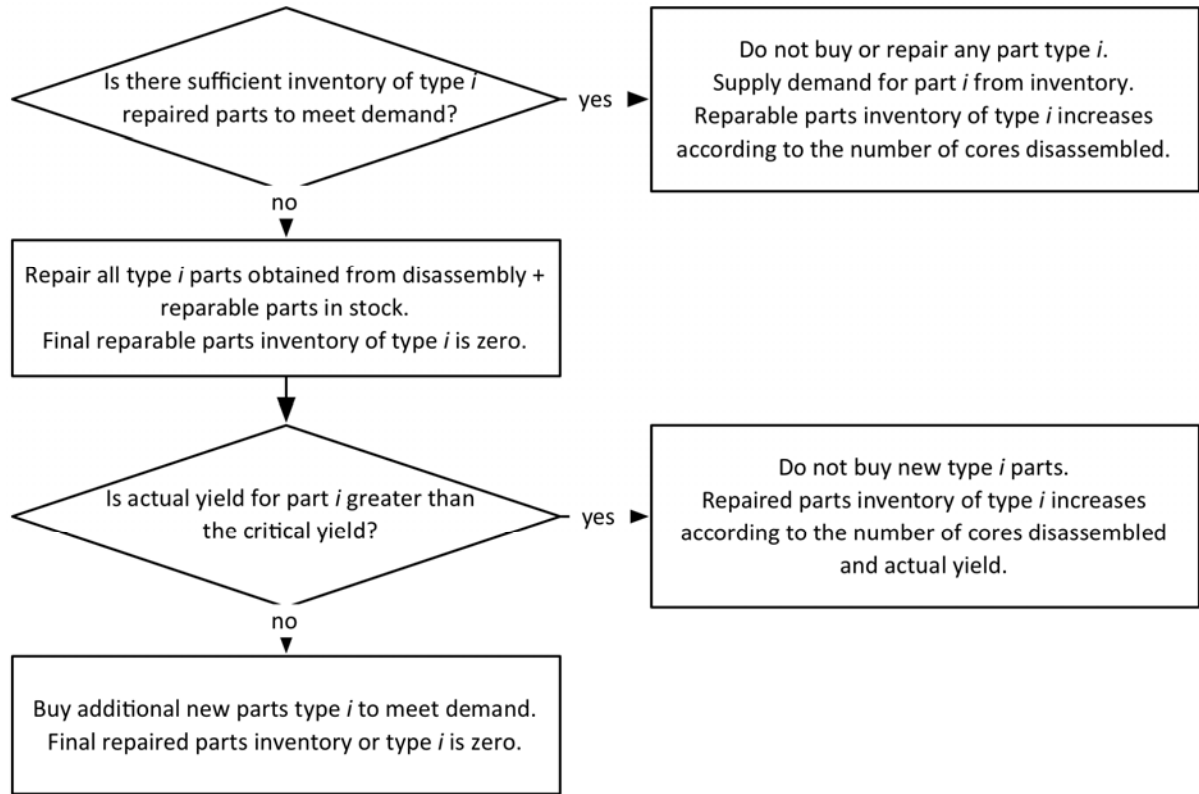 Is there sufficient inventory of type i
repaired parts to meet demand?
yes
Do not buy or repair any part type i.
Supply demand for part i from inventory.
Reparable parts inventory of type i increases
according to the number of cores disassembled.
no
Repair all type i parts obtained from disassembly +
reparable parts in stock.
Final reparable parts inventory of type i is zero.
Is actual yield for part i greater than
the critical yield?
yes
Do not buy new type i parts.
Repaired parts inventory of type i increases
according to the number of cores disassembled
and actual yield.
no
Buy additional new parts type i to meet demand.
Final repaired parts inventory or type i is zero.